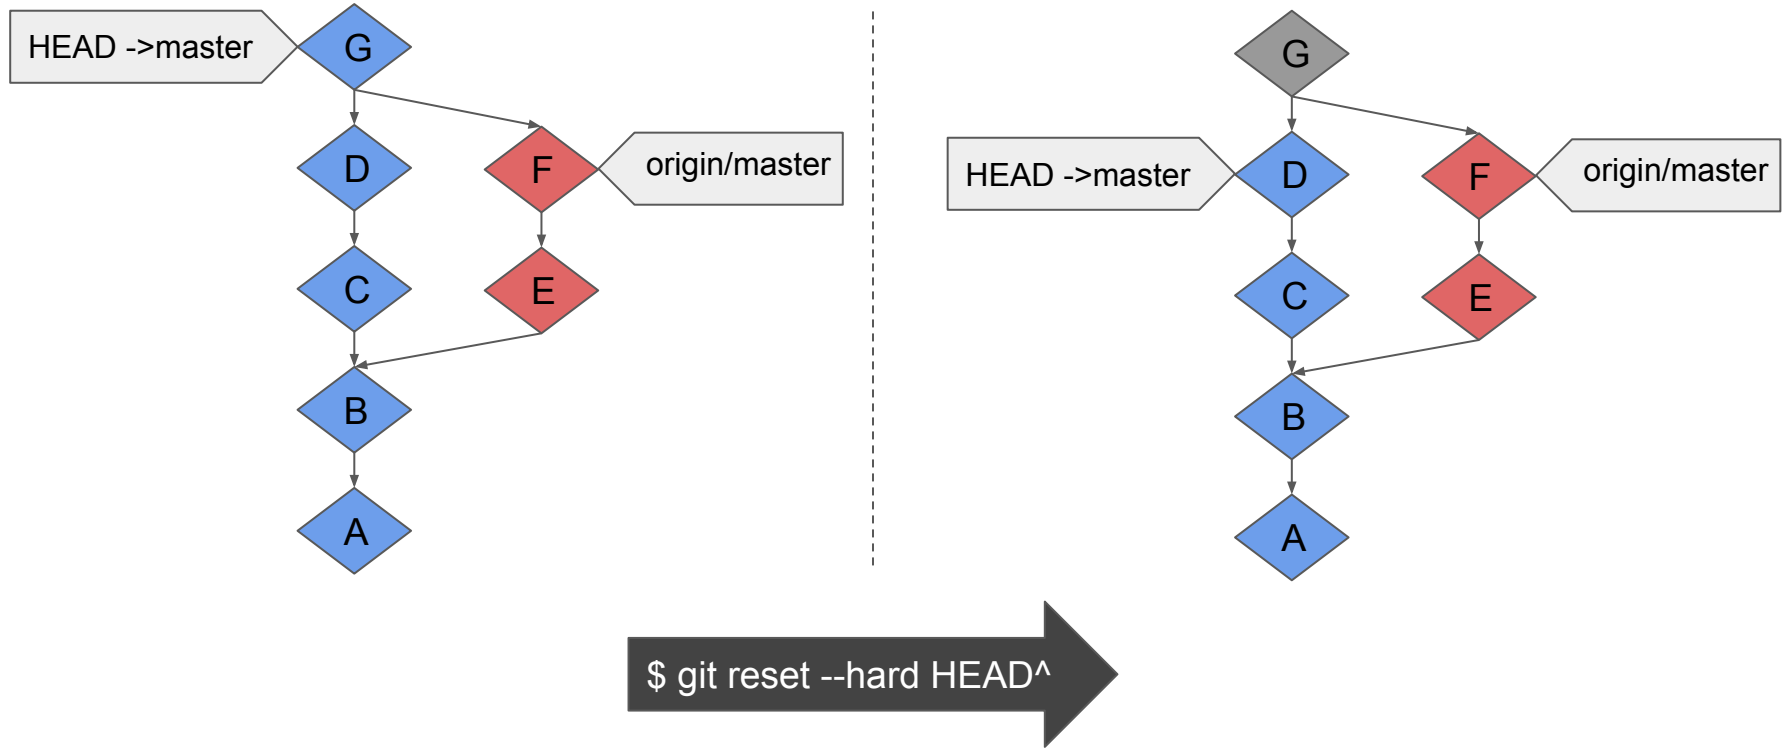 HEAD ->master
G
D
F
origin/master
C
E
B
A
G
HEAD ->master
D
F
origin/master
C
E
B
A
$ git reset --hard HEAD^